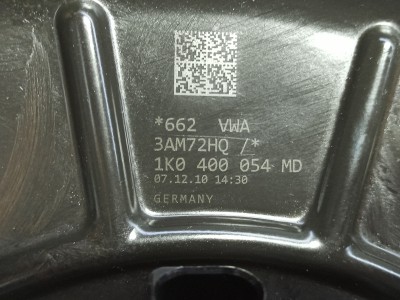 *662 VWA
3AM72HQ /*
1K0 400 054 MD
07.12.10 14:30
GERMANY